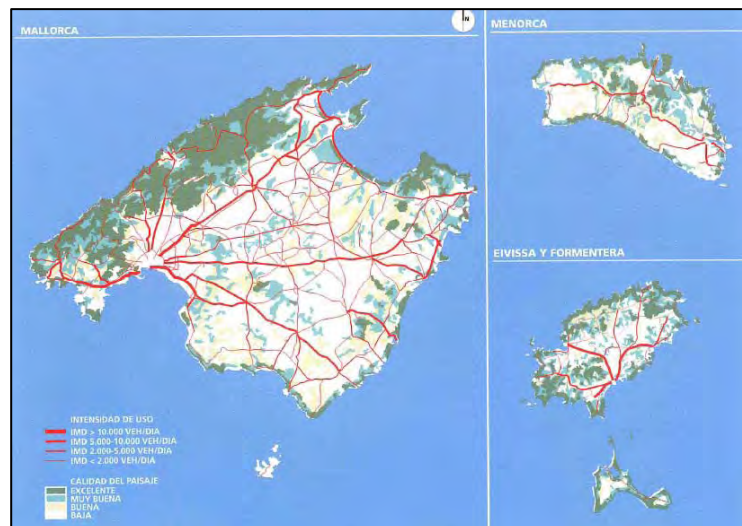 MALLORCA
N
MENORCA
EIVISSA Y FORMENTERA
INTENSIDAD DE USO
IMD > 10.000 VEH/DIA
IMD 5.000-10.000 VEH/DIA
IMD 2.000-5.000 VEH/DIA
IMD < 2.000 VEH/DIA
CALIDAD DEL PAISAJE
EXCELENTE
MUY BUENA
BUENA
BAJA